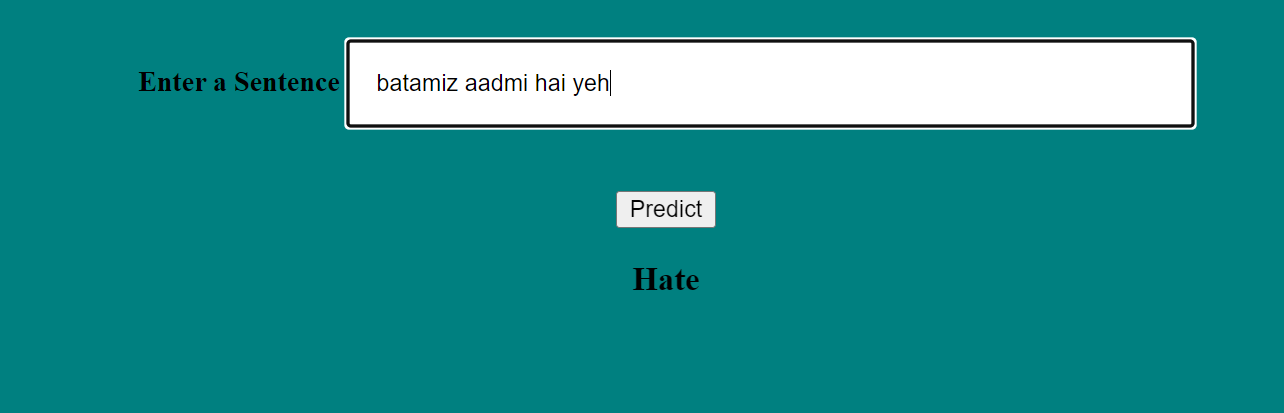 Enter a Sentence batamiz aadmi hai yeh
Predict
Hate